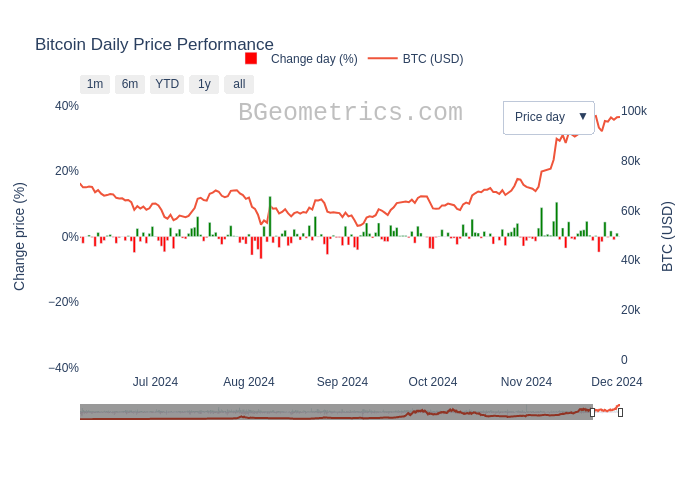 Bitcoin Daily Price Performance
Change day (%)
BTC (USD)
1m 6m YTD 1y all
BGeometrics.com
Price day ▼
40%
20%
0%
−20%
−40%
Change price (%)
100k
80k
60k
40k
20k
0
BTC (USD)
Jul 2024 Aug 2024 Sep 2024 Oct 2024 Nov 2024 Dec 2024